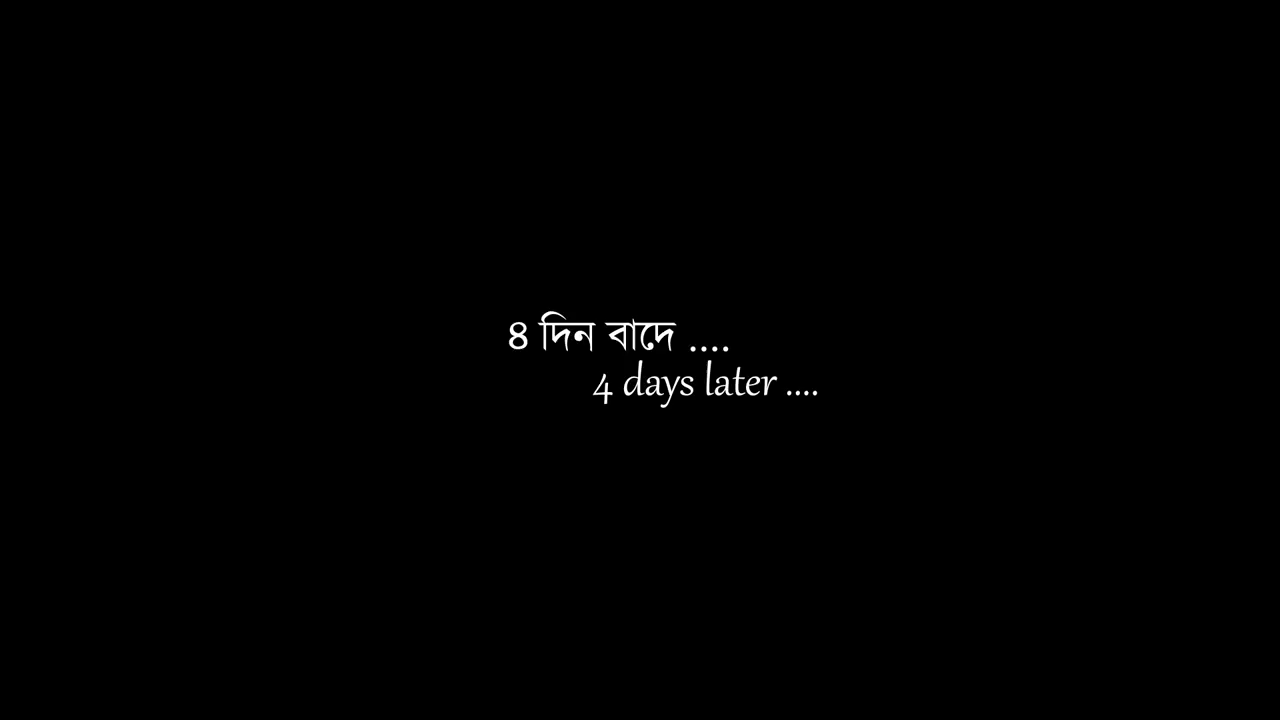 ৪ দিন বাদে ....
4 days later ....